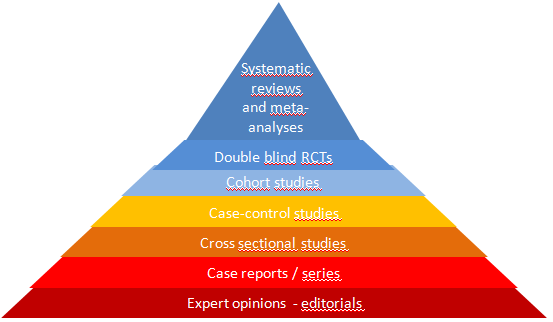 Systematic
reviews
and meta-
analyses
Double blind RCTs
Cohort studies
Case-control studies
Cross sectional studies
Case reports / series
Expert opinions - editorials